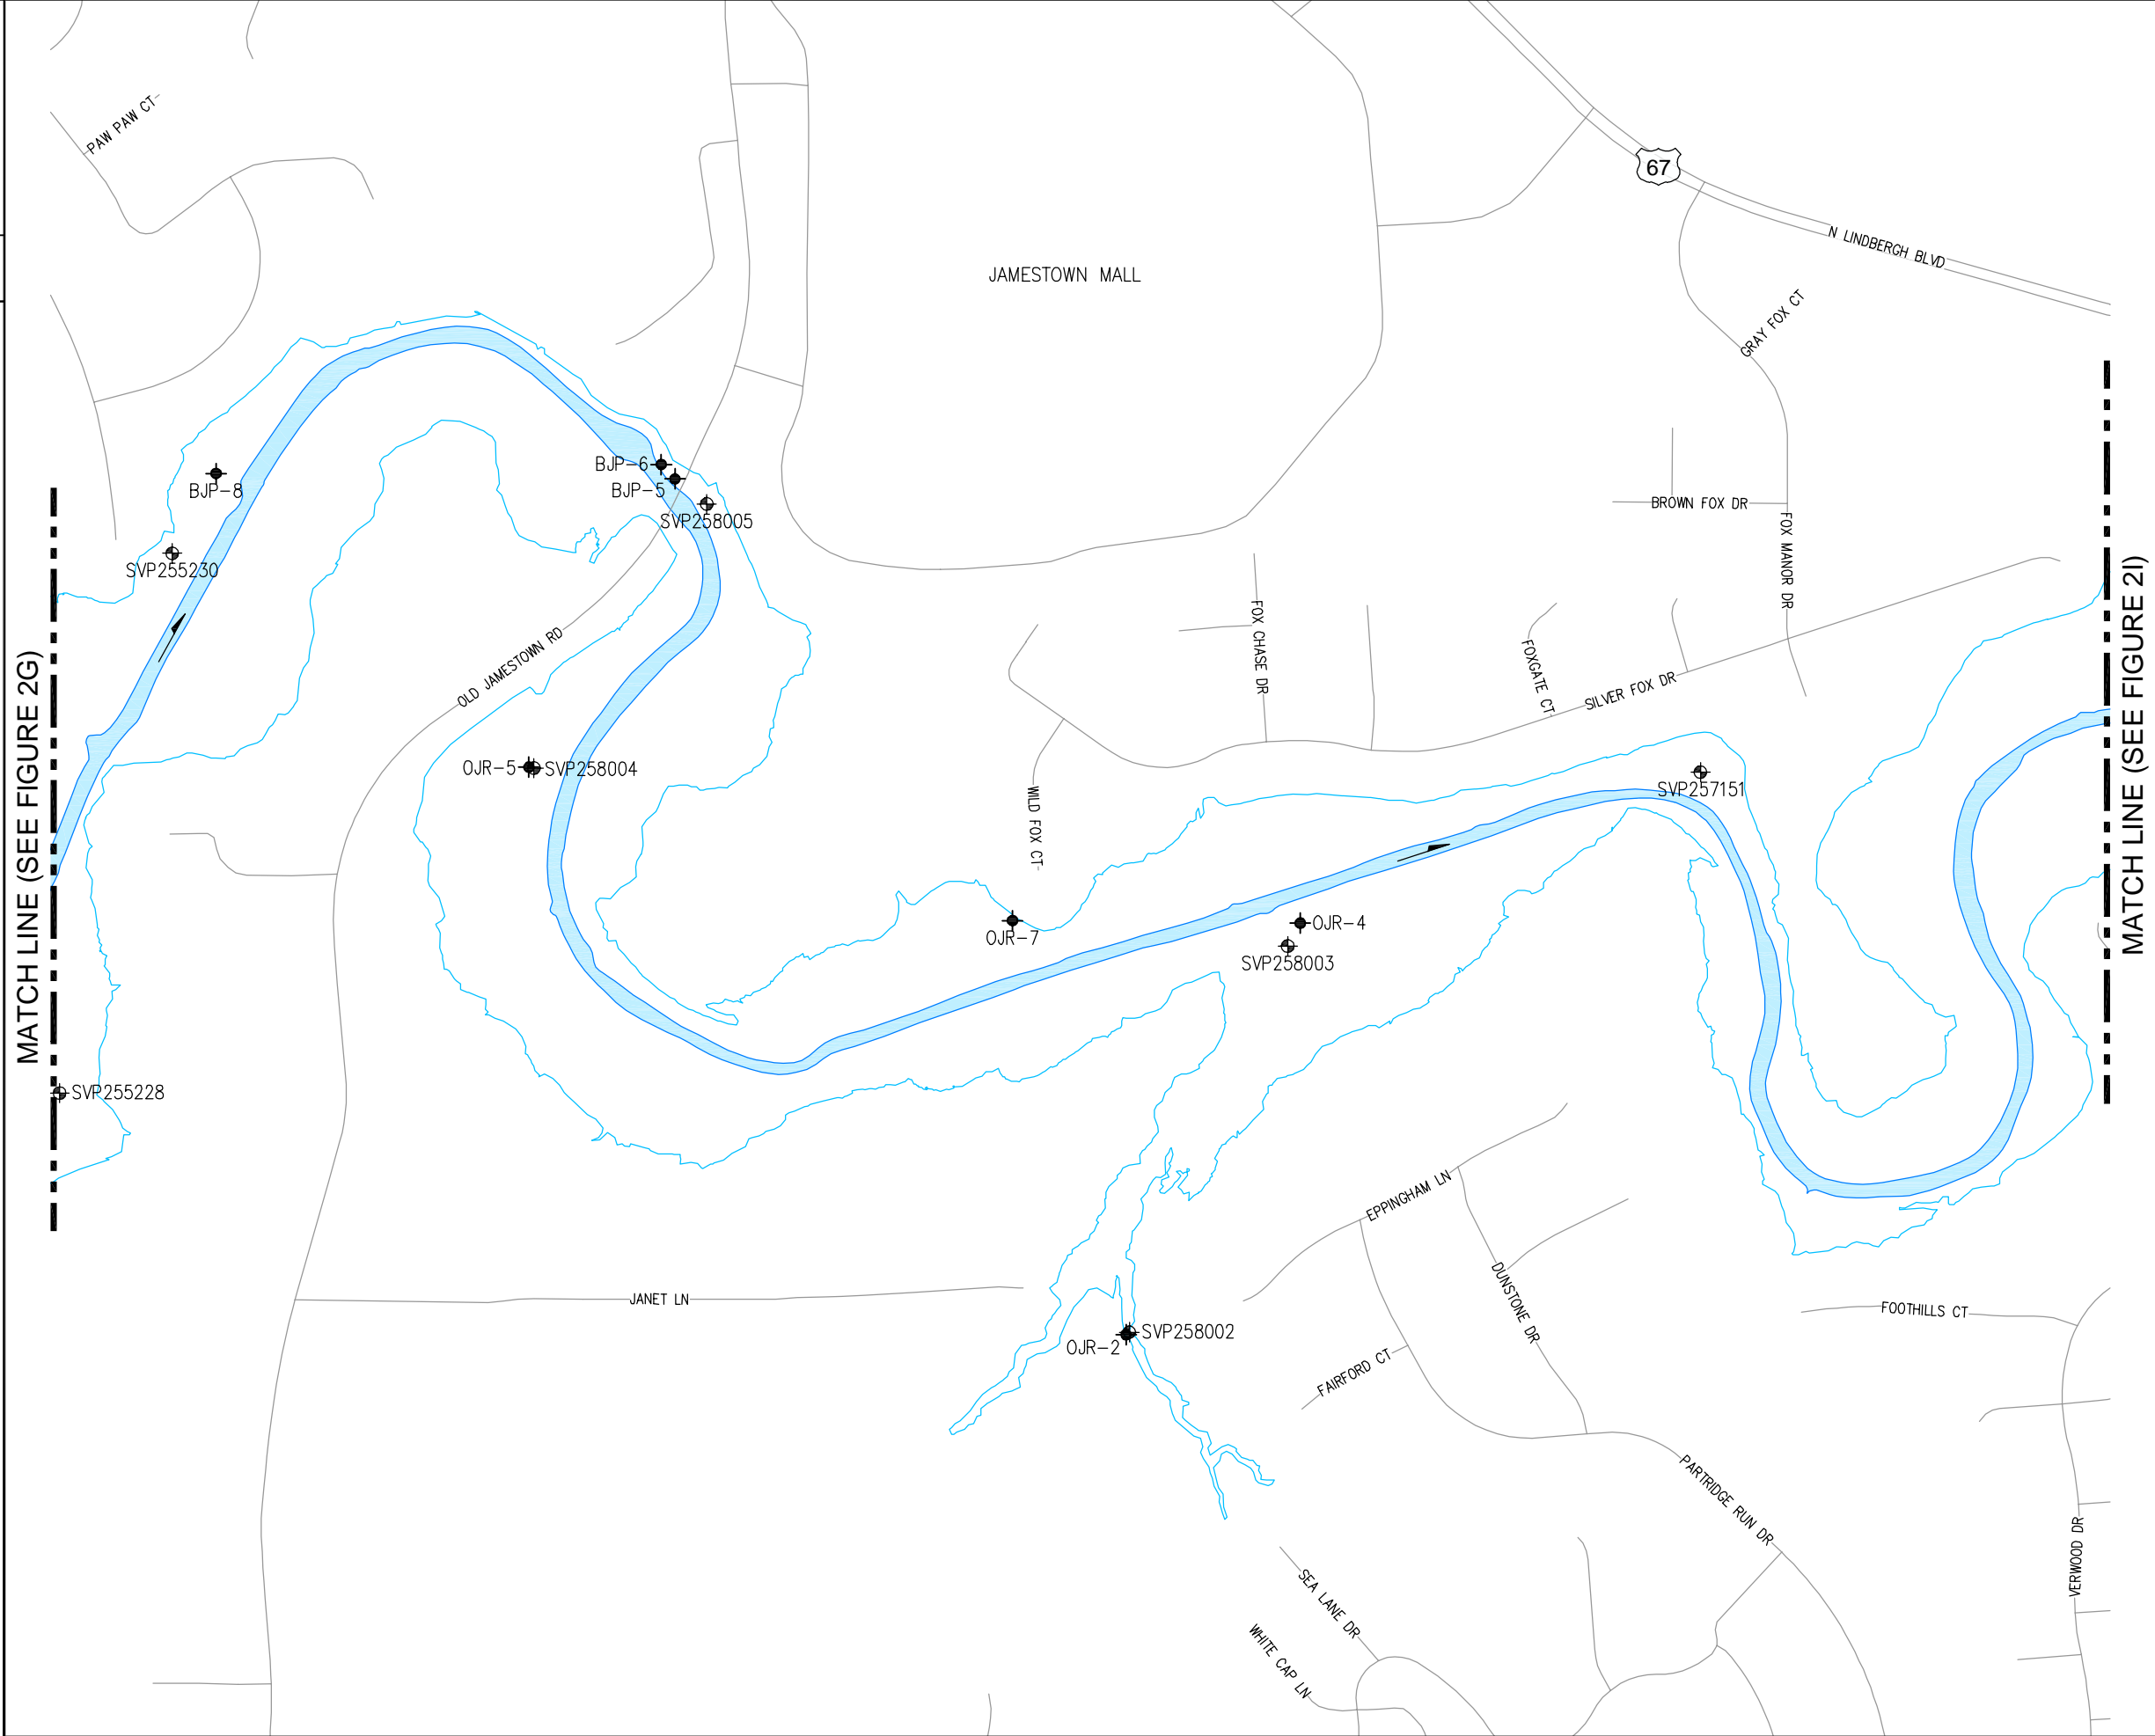 PAW PAW CT
67
N LINDBERGH BLVD
JAMESTOWN MALL
GRAY FOX CT
BJP-6
BJP-8
BJP-5
BROWN FOX DR
SVP258005
FOX MANOR DR
SVP255230
FOX CHASE DR
OLD JAMESTOWN RD
FOXGATE CT
SILVER FOX DR
MATCH LINE (SEE FIGURE 2G)
MATCH LINE (SEE FIGURE 2I)
OJR-5
SVP258004
SVP257151
WILD FOX CT
OJR-7
OJR-4
SVP258003
SVP255228
EPPINGHAM LN
JANET LN
DUNSTONE DR
FOOTHILLS CT
SVP258002
OJR-2
FAIRFORD CT
PARTRIDGE RUN DR
VERWOOD DR
SEA LANE DR
WHITE CAP LN